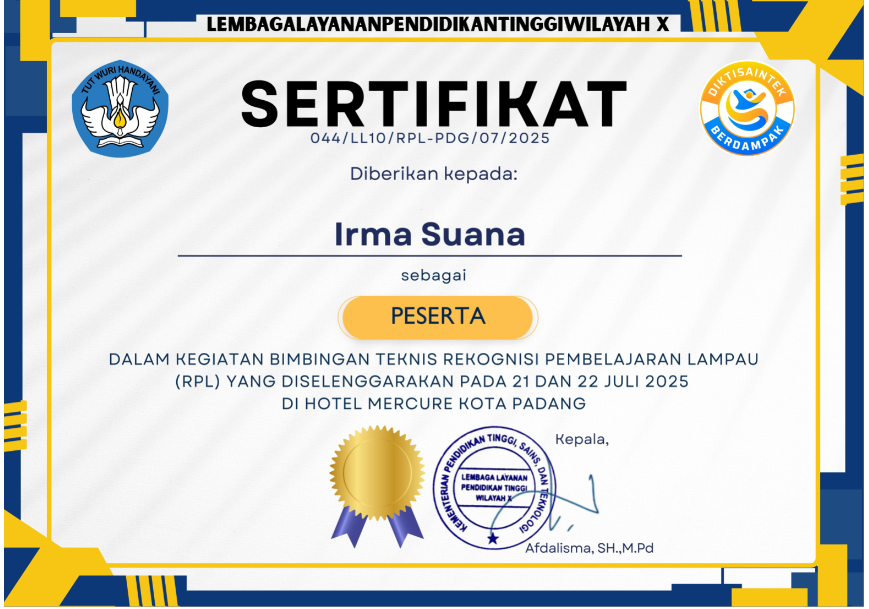 LEMBAGALAYANANPENDIDIKANTINGGIWILAYAH X
TUT WURI HANDAYANI
DIKTISAINTEK
BERDAMPAK
SERTIFIKAT
044/LL10/RPL-PDG/07/2025
Diberikan kepada:
Irma Suana
sebagai
PESERTA
DALAM KEGIATAN BIMBINGAN TEKNIS REKOGNISI PEMBELAJARAN LAMPAU
(RPL) YANG DISELENGGARAKAN PADA 21 DAN 22 JULI 2025
DI HOTEL MERCURE KOTA PADANG
Kepala,
KEMENTERIAN PENDIDIKAN TINGGI, SAINS, DAN TEKNOLOGI
LEMBAGA LAYANAN
PENDIDIKAN TINGGI
WILAYAH X
Afdalisma, SH.,M.Pd